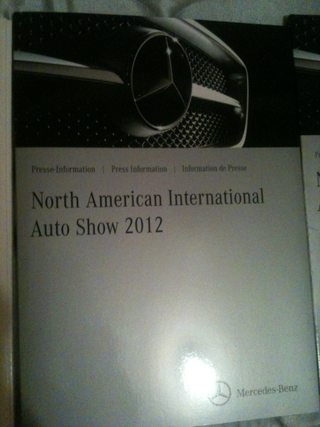 Presse-Information | Press Information | Information de Presse
North American International
Auto Show 2012
Mercedes-Benz